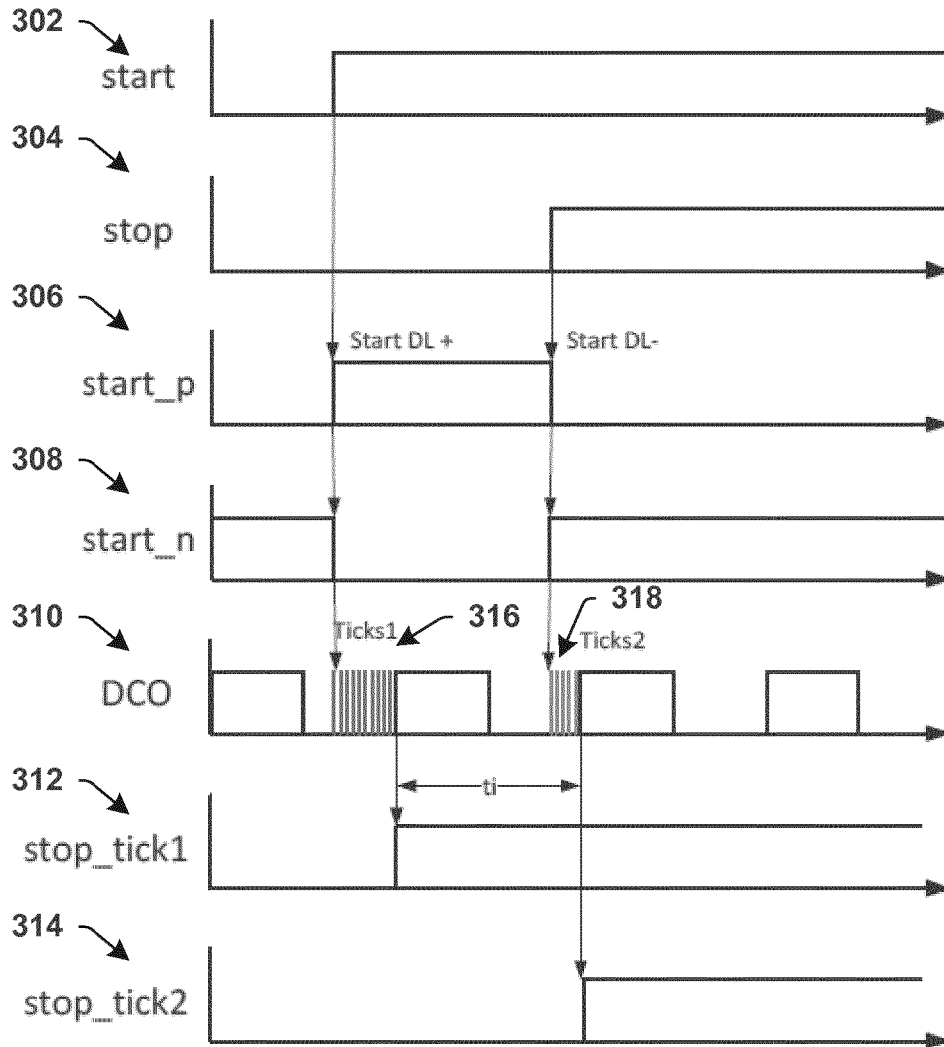 302
start
304
stop
306
Start DL +
Start DL-
start_p
308
start_n
310
Ticks1
316
318
Ticks2
DCO
312
ti
stop_tick1
314
stop_tick2